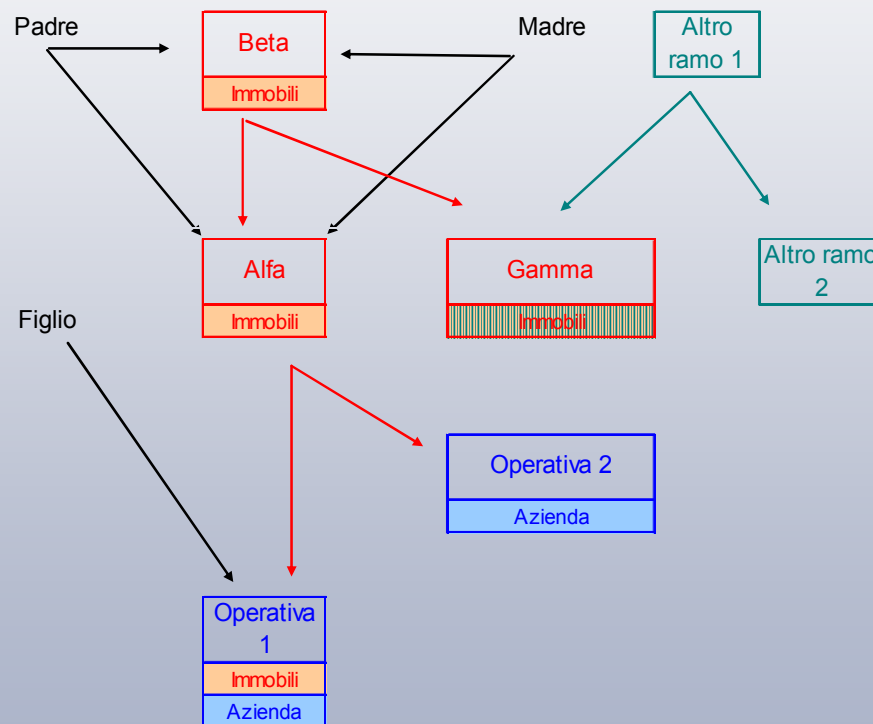 Padre
Beta
Immobili
Madre
Altro
ramo 1
Alfa
Immobili
Gamma
Immobili
Altro ramo
2
Figlio
Operativa 2
Azienda
Operativa
1
Immobili
Azienda